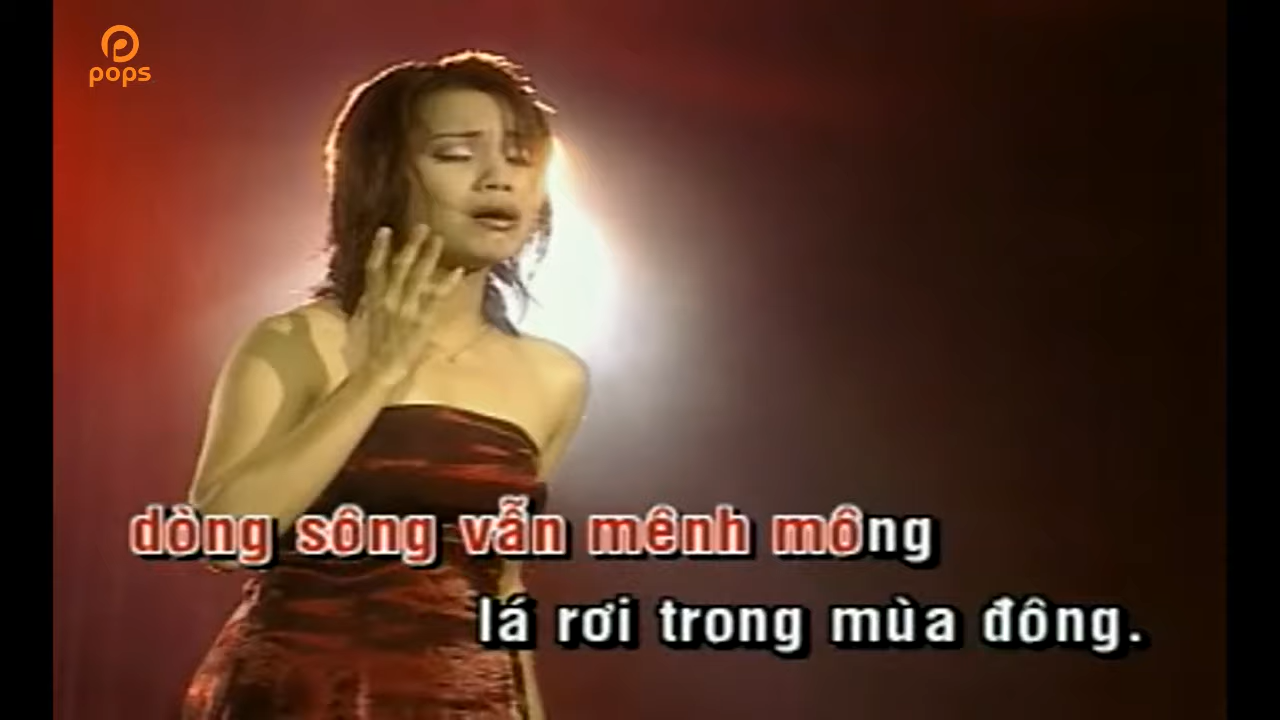 pops
dòng sông vẫn mênh mông
lá rơi trong mùa đông.